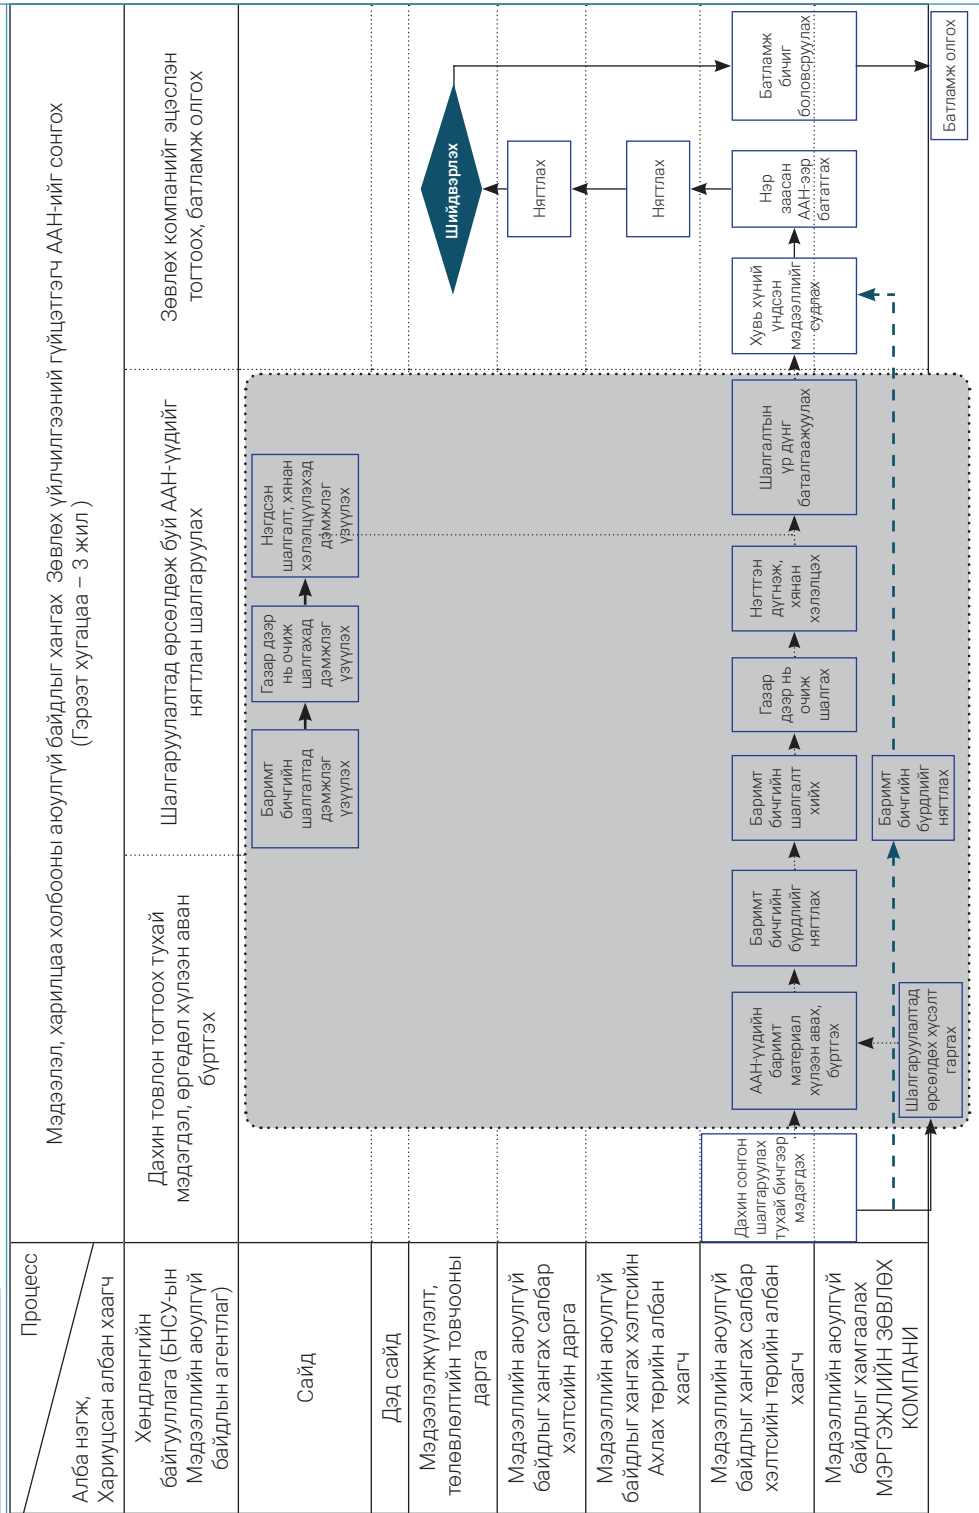 Процесс
Алба нэгж,
Хариуцсан албан хаагч
Мэдээлэл, харилцаа холбооны аюулгүй байдлыг хангах Зөвлөх үйлчилгээний гүйцэтгэгч ААН-ийг сонгох
(Гэрээт хугацаа – 3 жил )
Хөндлөнгийн
байгууллага (БНСУ-ын
Мэдээллийн аюулгүй
байдлын агентлаг)
Дахин товлон тогтоох тухай
мэдэгдэл, өргөдөл хүлээн аван
бүртгэх
Шалгаруулалтад өрсөлдөж буй ААН-үүдийг
нягтлан шалгаруулах
Зөвлөх компанийг эцэслэн
тогтоох, батламж олгох
Сайд
Баримт
бичгийн
шалгалтад
дэмжлэг
үзүүлэх
Газар дээр
нь очиж
шалгахад
дэмжлэг
үзүүлэх
Нэгдсэн
шалгалт, хянан
хэлэлцүүлэхэд
дэмжлэг
үзүүлэх
Дэд сайд
Мэдээлэлжүүлэлт,
төлөвлөлтийн товчооны
дарга
Шийдвэрлэх
Мэдээллийн аюулгүй
байдлыг хангах салбар
хэлтсийн дарга
Нягтлах
Мэдээллийн аюулгүй
байдлыг хангах хэлтсийн
Ахлах төрийн албан
хаагч
Нягтлах
Мэдээллийн аюулгүй
байдлыг хангах салбар
хэлтсийн төрийн албан
хаагч
Дахин сонгон
шалгаруулах
тухай бичгээр
мэдэгдэх
ААН-үүдийн
баримт
материал
хүлээн авах,
бүртгэх
Баримт
бичгийн
бүрдлийг
нягтлах
Баримт
бичгийн
шалгалт
хийх
Газар
дээр нь
очиж
шалгах
Нэгтгэн
дүгнэж,
хянан
хэлэлцэх
Шалгалтын
үр дүнг
баталгаажуулах
Хувь хүний
үндсэн
мэдээллийг
судлах
Нэр
заасан
ААН-ээр
бататгах
Батламж
бичиг
боловсруулах
Мэдээллийн аюулгүй
байдлыг хамгаалах
МЭРГЭЖЛИЙН ЗӨВЛӨХ
КОМПАНИ
Шалгаруулалтад
өрсөлдөх хүсэлт
гаргах
Баримт
бичгийн
бүрдлийг
нягтлах
Батламж олгох